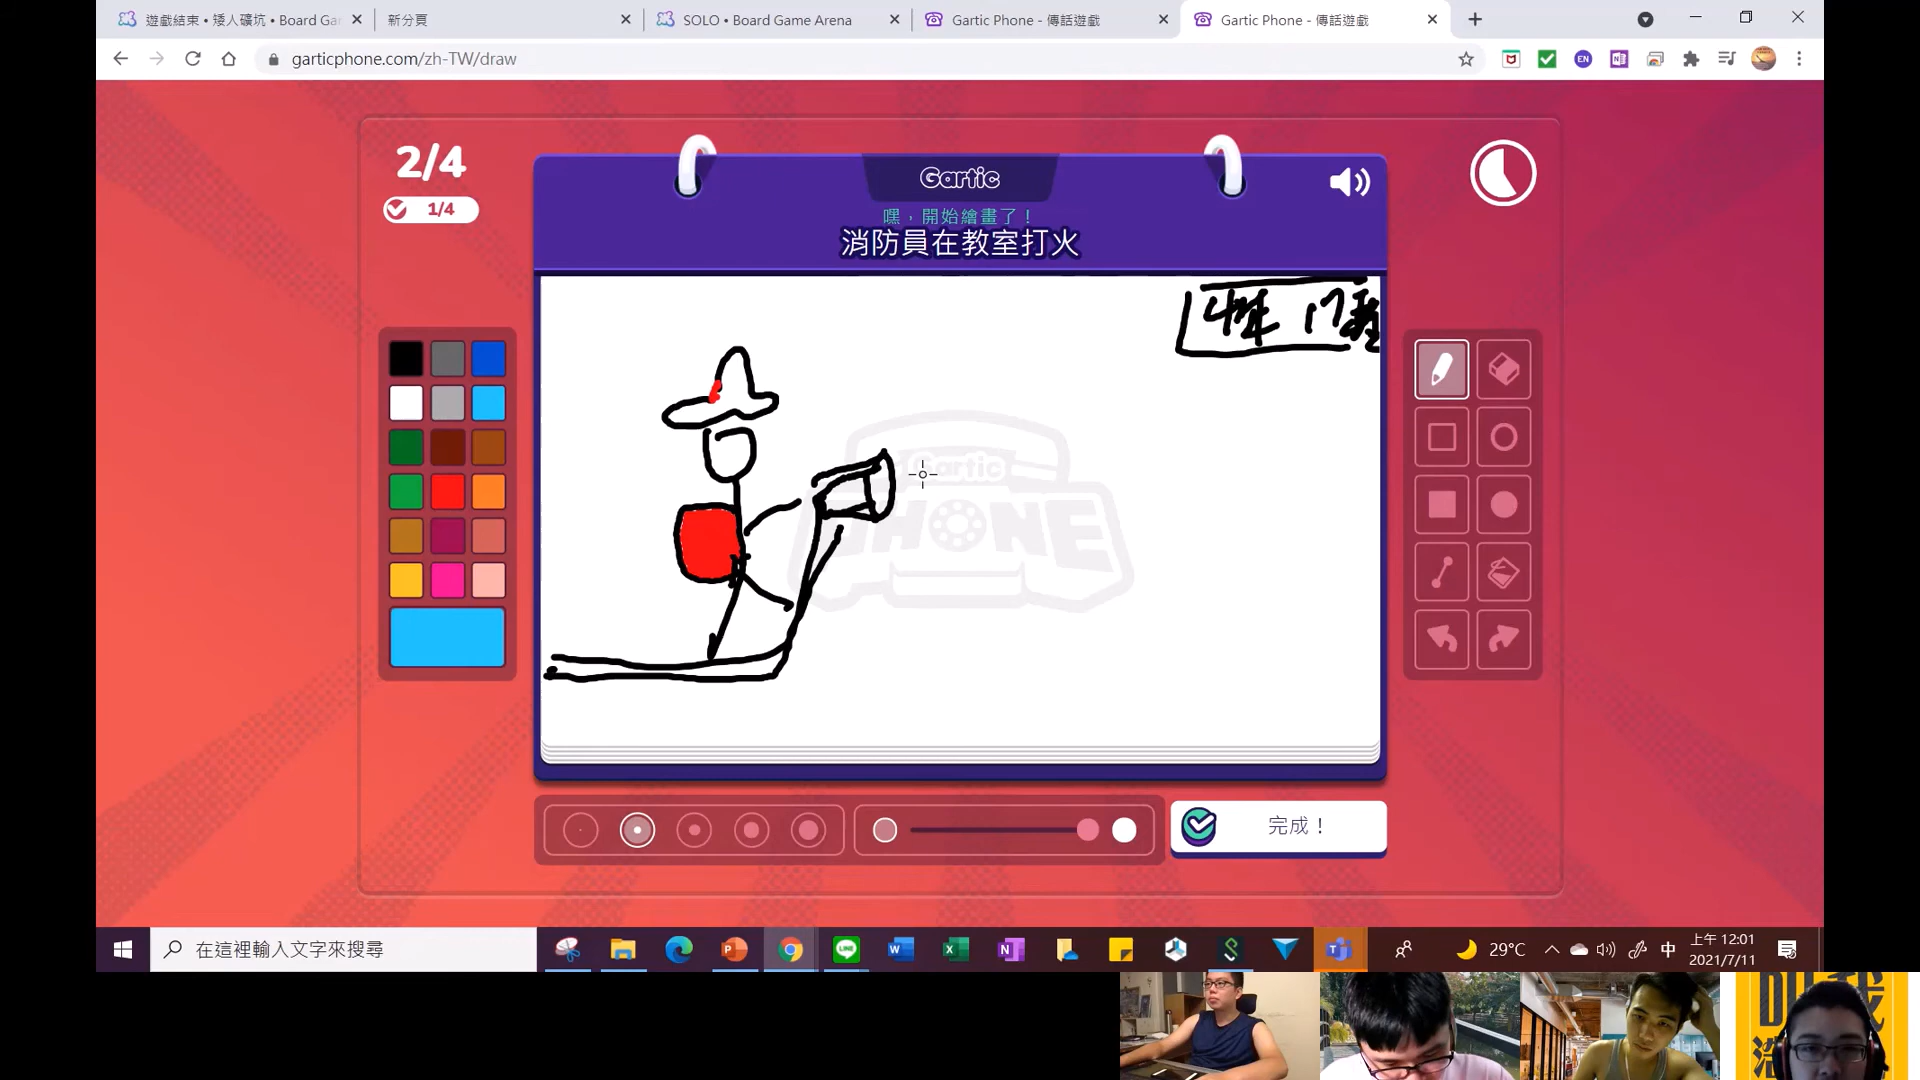 遊戲結束 • 矮人礦坑 • Board Ga
新分頁
SOLO • Board Game Arena
Gartic Phone - 傳話遊戲
Gartic Phone - 傳話遊戲
garticphone.com/zh-TW/draw
EN
2/4
1/4
Gartic
嘿，開始繪畫了！
消防員在教室打火
Gartic
PHONE
完成！
在這裡輸入文字來搜尋
29°C
中
上午 12:01
2021/7/11